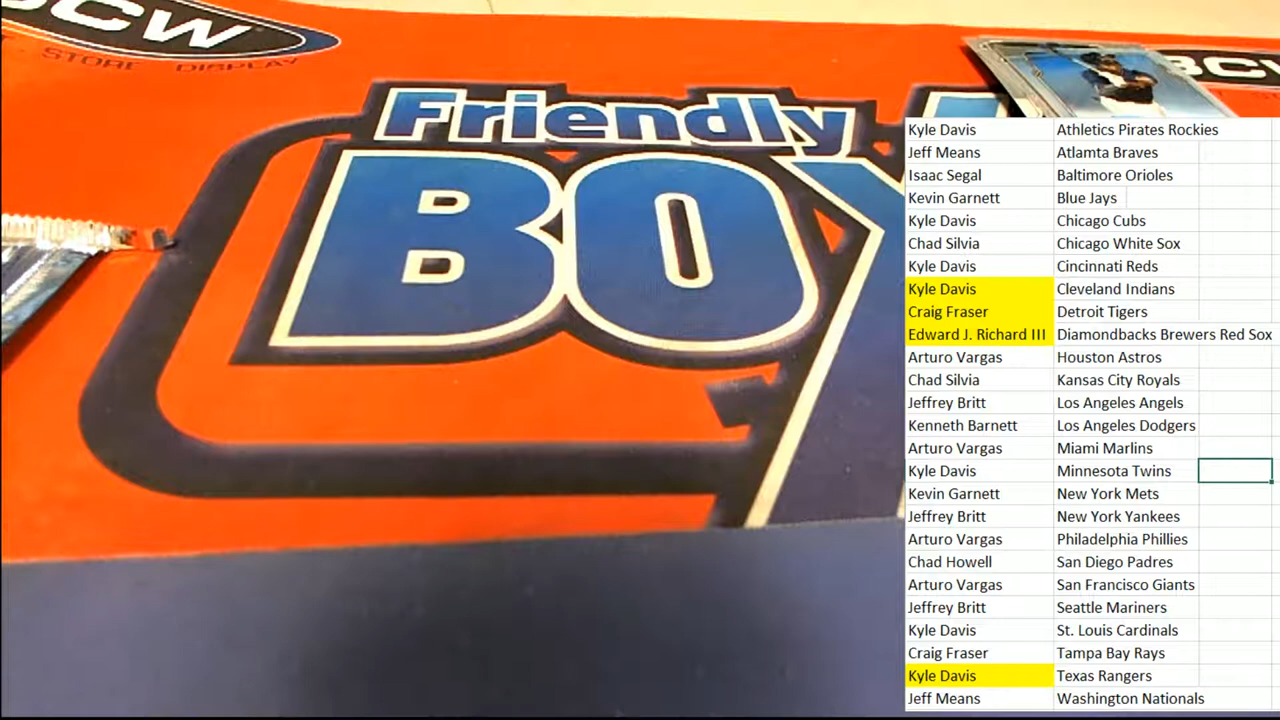 BCW
STORE DISPLAY
BCW
Friendly
BO
Kyle Davis Athletics Pirates Rockies
Jeff Means Atlamta Braves
Isaac Segal Baltimore Orioles
Kevin Garnett Blue Jays
Kyle Davis Chicago Cubs
Chad Silvia Chicago White Sox
Kyle Davis Cincinnati Reds
Kyle Davis Cleveland Indians
Craig Fraser Detroit Tigers
Edward J. Richard III Diamondbacks Brewers Red Sox
Arturo Vargas Houston Astros
Chad Silvia Kansas City Royals
Jeffrey Britt Los Angeles Angels
Kenneth Barnett Los Angeles Dodgers
Arturo Vargas Miami Marlins
Kyle Davis Minnesota Twins
Kevin Garnett New York Mets
Jeffrey Britt New York Yankees
Arturo Vargas Philadelphia Phillies
Chad Howell San Diego Padres
Arturo Vargas San Francisco Giants
Jeffrey Britt Seattle Mariners
Kyle Davis St. Louis Cardinals
Craig Fraser Tampa Bay Rays
Kyle Davis Texas Rangers
Jeff Means Washington Nationals